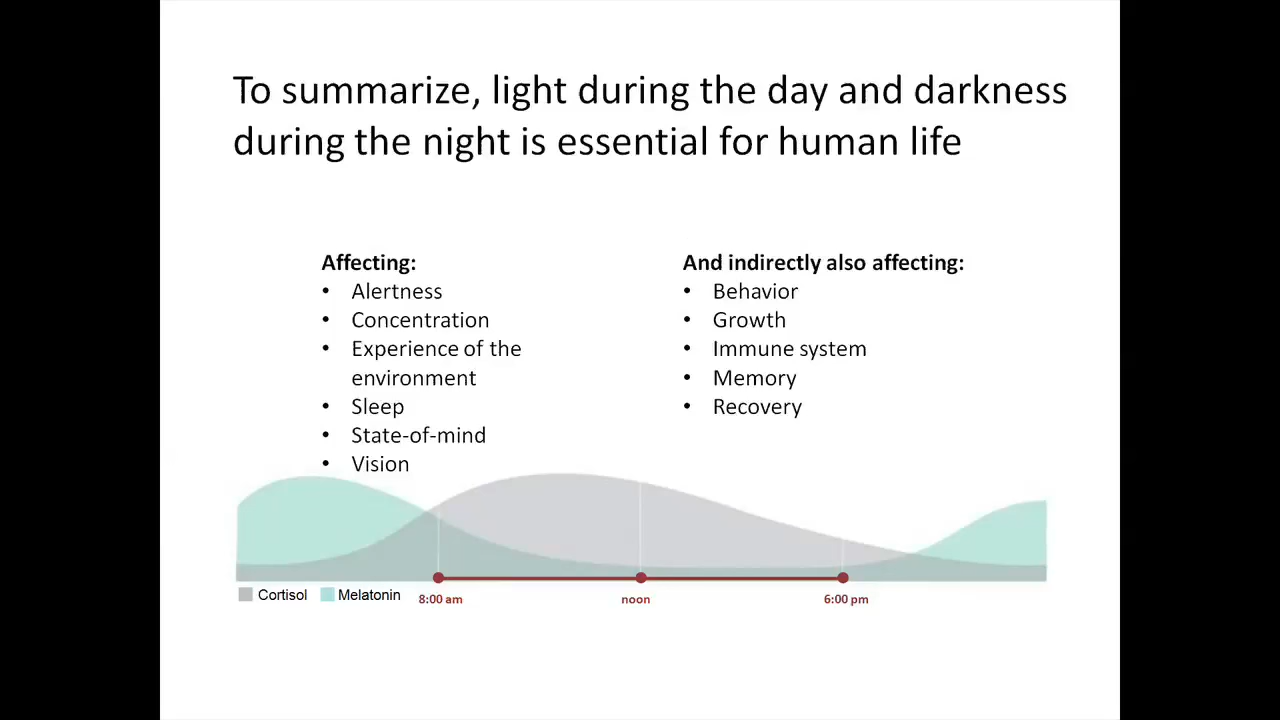 To summarize, light during the day and darkness
during the night is essential for human life
Affecting:
• Alertness
• Concentration
• Experience of the
environment
• Sleep
• State-of-mind
• Vision
And indirectly also affecting:
• Behavior
• Growth
• Immune system
• Memory
• Recovery
Cortisol Melatonin 8:00 am noon 6:00 pm